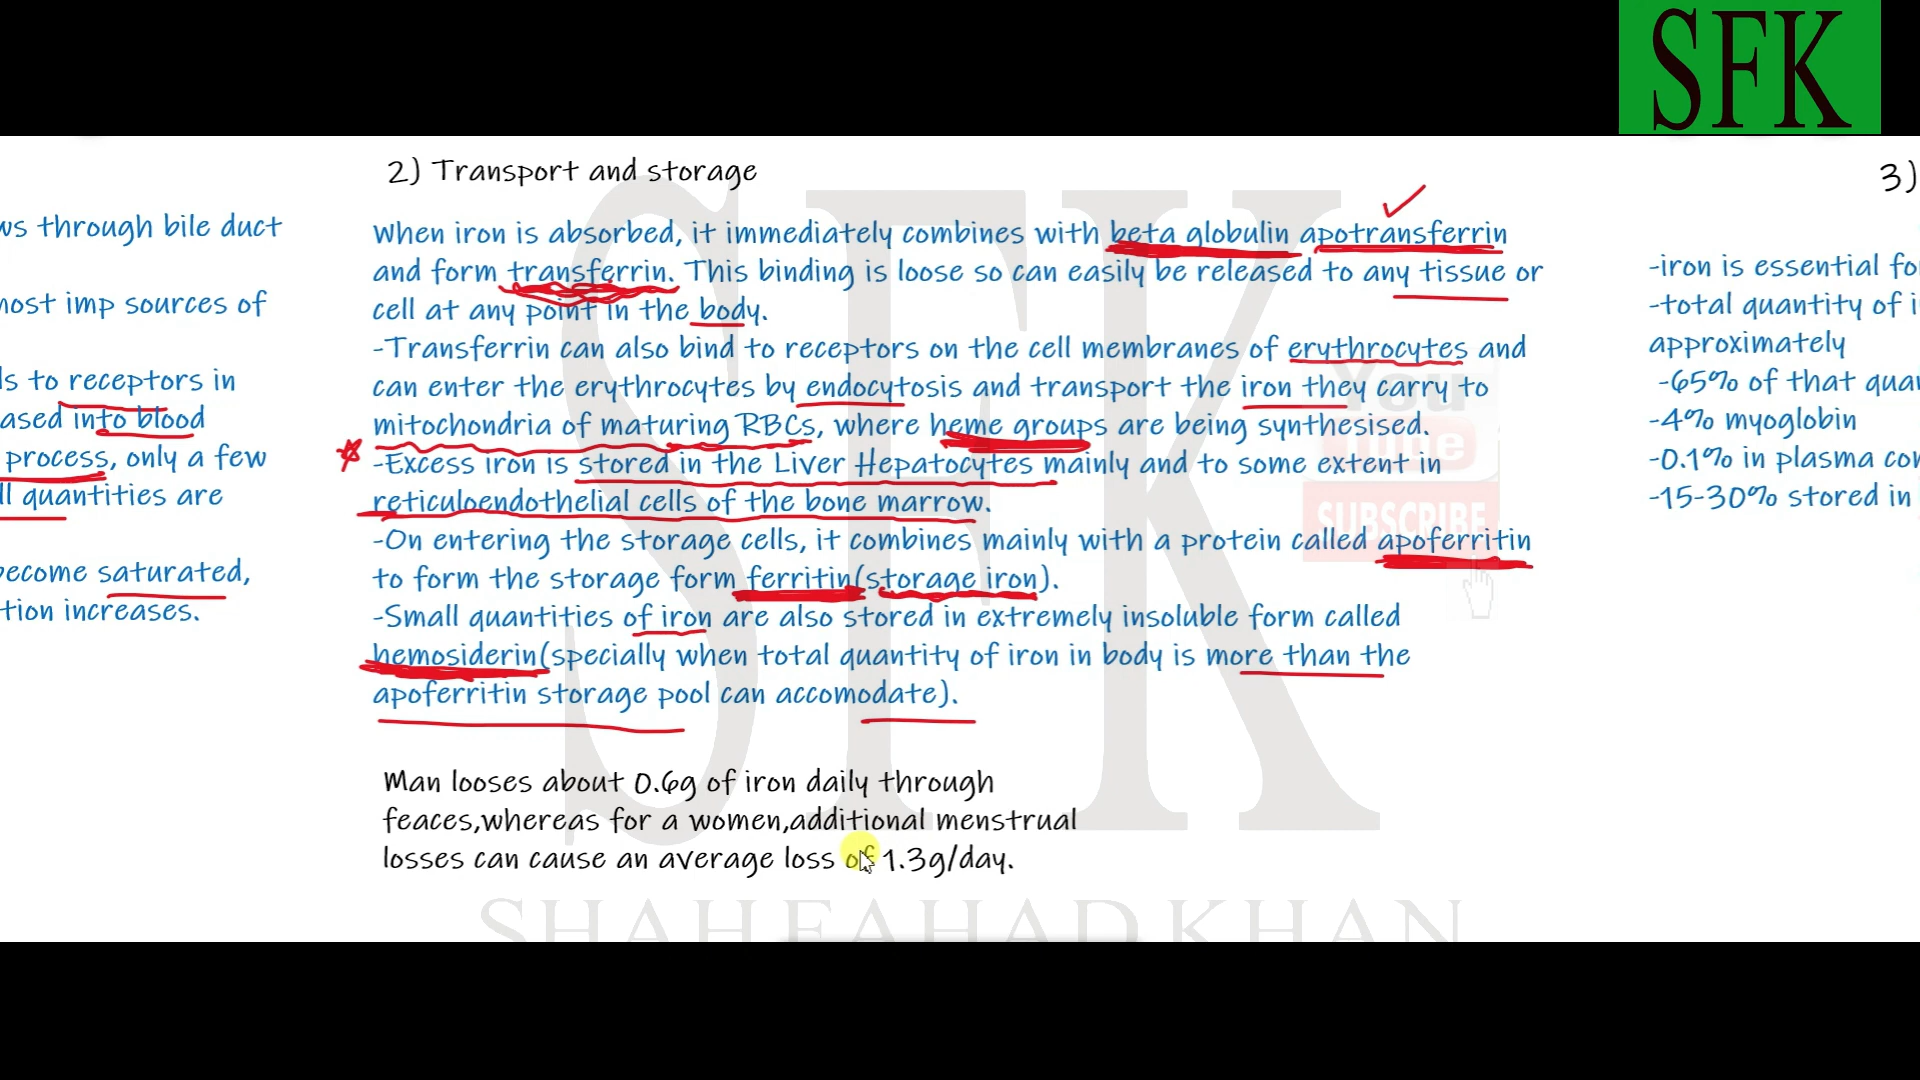 SFK
2) Transport and storage
3)
ws through bile duct
most imp sources of
ls to receptors in
ased into blood
process, only a few
ll quantities are
become saturated,
tion increases.
When iron is absorbed, it immediately combines with beta globulin apotransferrin
and form transferrin. This binding is loose so can easily be released to any tissue or
cell at any point in the body.
-Transferrin can also bind to receptors on the cell membranes of erythrocytes and
can enter the erythrocytes by endocytosis and transport the iron they carry to
mitochondria of maturing RBCs, where heme groups are being synthesised.
-Excess iron is stored in the Liver Hepatocytes mainly and to some extent in
reticuloendothelial cells of the bone marrow.
-On entering the storage cells, it combines mainly with a protein called apoferritin
to form the storage form ferritin(storage iron).
-Small quantities of iron are also stored in extremely insoluble form called
hemosiderin(specially when total quantity of iron in body is more than the
apoferritin storage pool can accomodate).
Man looses about 0.6g of iron daily through
feaces,whereas for a women,additional menstrual
losses can cause an average loss of 1.3g/day.
-iron is essential fo
-total quantity of i
approximately
-65% of that qua
-4% myoglobin
-0.1% in plasma co
-15-30% stored in
SFK
You
Tube
SUBSCRIBE
SHAHFAHAD KHAN